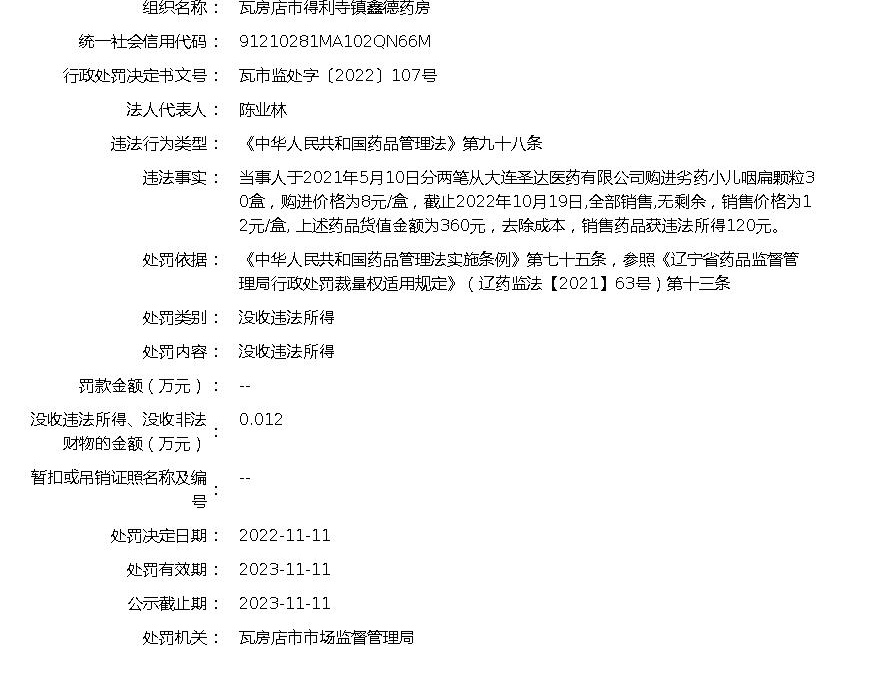 组织名称： 瓦房店市得利寺镇鑫德药房
统一社会信用代码： 91210281MA102QN66M
行政处罚决定书文号： 瓦市监处字〔2022〕107号
法人代表人： 陈业林
违法行为类型： 《中华人民共和国药品管理法》第九十八条
违法事实： 当事人于2021年5月10日分两笔从大连圣达医药有限公司购进劣药小儿咽扁颗粒3
0盒，购进价格为8元/盒，截止2022年10月19日,全部销售,无剩余，销售价格为1
2元/盒, 上述药品货值金额为360元，去除成本，销售药品获违法所得120元。
处罚依据： 《中华人民共和国药品管理法实施条例》第七十五条，参照《辽宁省药品监督管
理局行政处罚裁量权适用规定》（辽药监法【2021】63号）第十三条
处罚类别： 没收违法所得
处罚内容： 没收违法所得
罚款金额（万元）： --
没收违法所得、没收非法
财物的金额（万元）： 0.012
暂扣或吊销证照名称及编
号： --
处罚决定日期： 2022-11-11
处罚有效期： 2023-11-11
公示截止期： 2023-11-11
处罚机关： 瓦房店市市场监督管理局